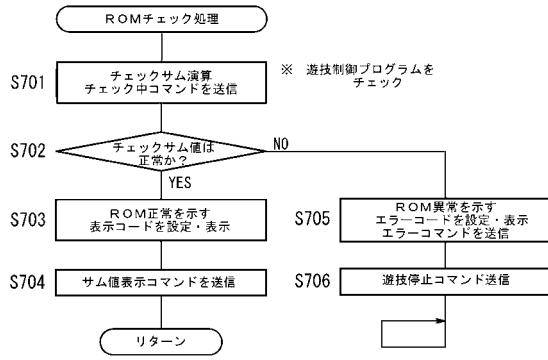 ROMチェック処理
S701
チェックサム演算
チェック中コマンドを送信
※ 遊技制御プログラムを
チェック
S702
チェックサム値は
正常か?
NO
YES
S703
ROM正常を示す
表示コードを設定・表示
S705
ROM異常を示す
エラーコードを設定・表示
エラーコマンドを送信
S704
サム値表示コマンドを送信
S706
遊技停止コマンド送信
リターン